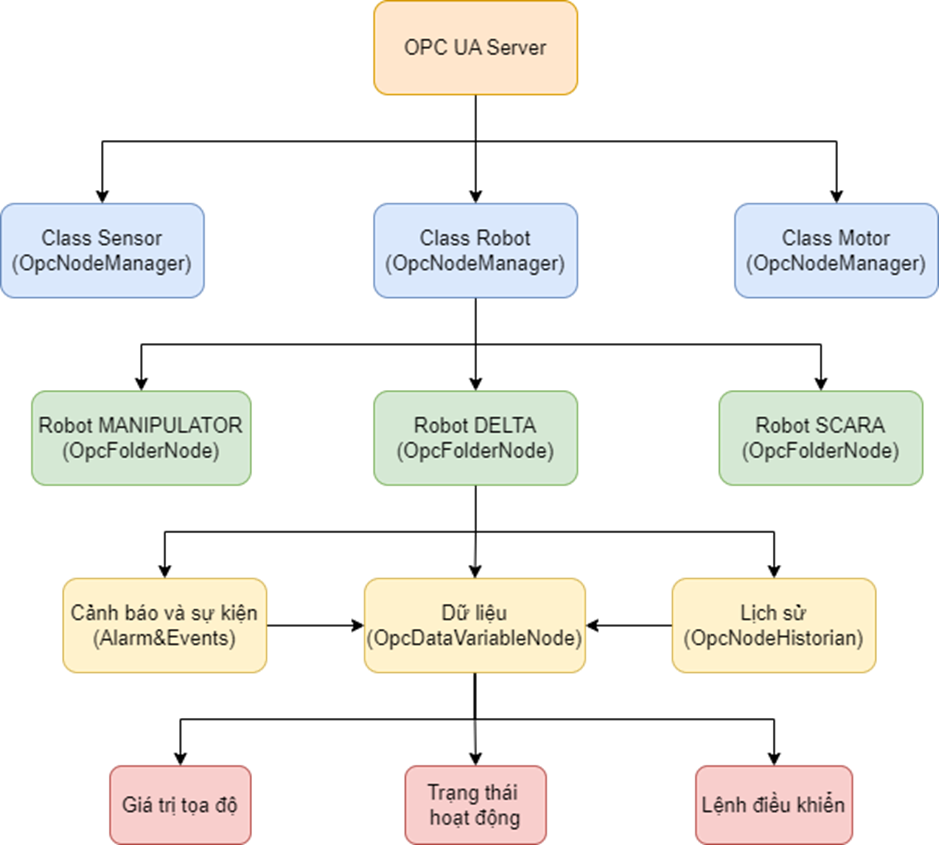 OPC UA Server
Class Sensor
(OpcNodeManager)
Class Robot
(OpcNodeManager)
Class Motor
(OpcNodeManager)
Robot MANIPULATOR
(OpcFolderNode)
Robot DELTA
(OpcFolderNode)
Robot SCARA
(OpcFolderNode)
Cảnh báo và sự kiện
(Alarm&Events)
Dữ liệu
(OpcDataVariableNode)
Lịch sử
(OpcNodeHistorian)
Giá trị tọa độ
Trạng thái
hoạt động
Lệnh điều khiển